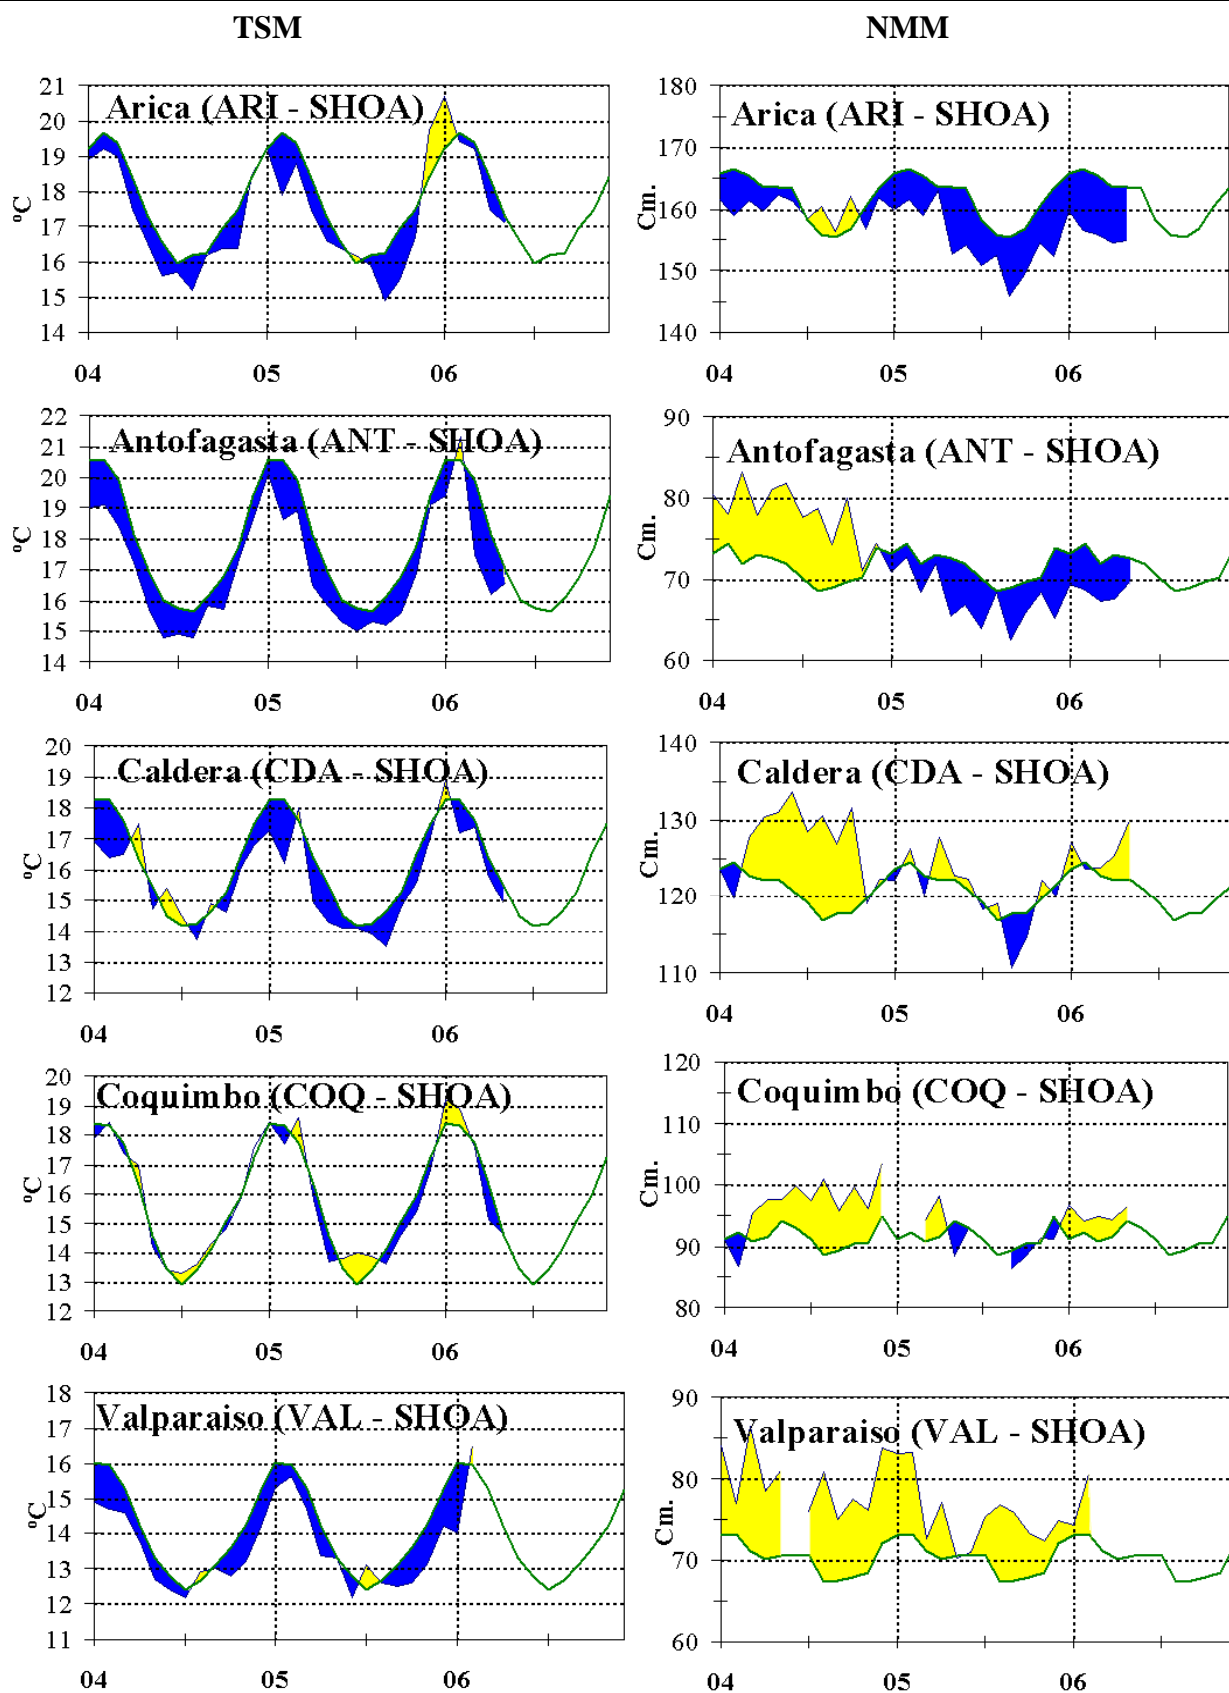 TSM
NMM
Arica (ARI - SHOA)
ºC
21
20
19
18
17
16
15
14
04 05 06
Arica (ARI - SHOA)
Cm.
180
170
160
150
140
04 05 06
Antofagasta (ANT - SHOA)
ºC
22
21
20
19
18
17
16
15
14
04 05 06
Antofagasta (ANT - SHOA)
Cm.
90
80
70
60
04 05 06
Caldera (CDA - SHOA)
ºC
20
19
18
17
16
15
14
13
12
04 05 06
Caldera (CDA - SHOA)
Cm.
140
130
120
110
04 05 06
Coquimbo (COQ - SHOA)
ºC
20
19
18
17
16
15
14
13
12
04 05 06
Coquimbo (COQ - SHOA)
Cm.
120
110
100
90
80
04 05 06
Valparaiso (VAL - SHOA)
ºC
18
17
16
15
14
13
12
11
04 05 06
Valparaiso (VAL - SHOA)
Cm.
90
80
70
60
04 05 06